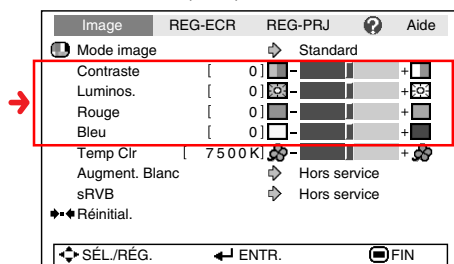 Image REG-ECR REG-PRJ ? Aide
Mode image Standard
Contraste [ 0] - +
Luminos. [ 0] - +
Rouge [ 0] - +
Bleu [ 0] - +
Temp Clr [ 7500K] - +
Augment. Blanc Hors service
sRVB Hors service
Réinitial.
SÉL./RÉG. ENTR. FIN